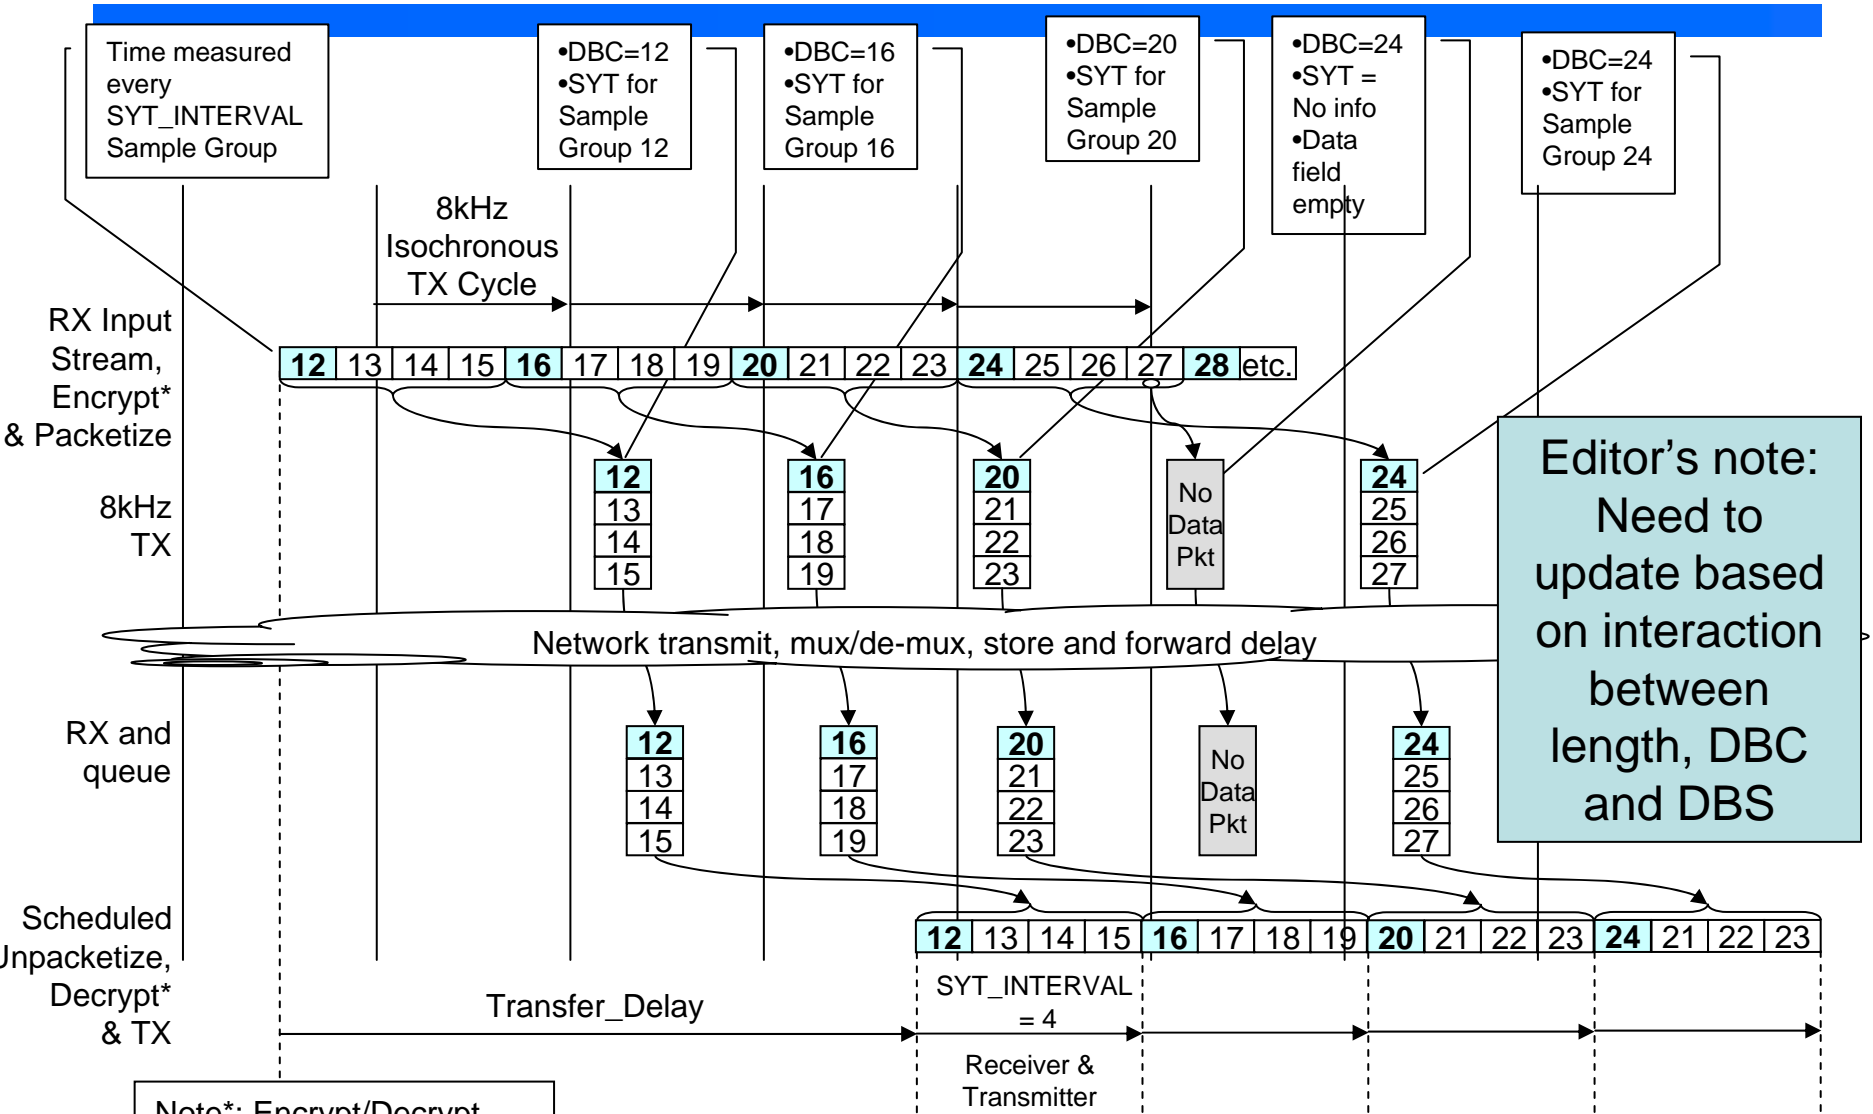 Time measured
every
SYT_INTERVAL
Sample Group
•DBC=12
•SYT for
Sample
Group 12
•DBC=16
•SYT for
Sample
Group 16
•DBC=20
•SYT for
Sample
Group 20
•DBC=24
•SYT =
No info
•Data
field
empty
•DBC=24
•SYT for
Sample
Group 24
8kHz
Isochronous
TX Cycle
RX Input
Stream,
Encrypt*
& Packetize
12 13 14 15 16 17 18 19 20 21 22 23 24 25 26 27 28 etc.
8kHz
TX
12
13
14
15
16
17
18
19
20
21
22
23
No
Data
Pkt
24
25
26
27
Editor’s note:
Need to
update based
on interaction
between
length, DBC
and DBS
Network transmit, mux/de-mux, store and forward delay
RX and
queue
12
13
14
15
16
17
18
19
20
21
22
23
No
Data
Pkt
24
25
26
27
Scheduled
Unpacketize,
Decrypt*
& TX
12 13 14 15 16 17 18 19 20 21 22 23 24 21 22 23
Transfer_Delay
SYT_INTERVAL
= 4
Receiver &
Transmitter
Note*: Encrypt/Decrypt